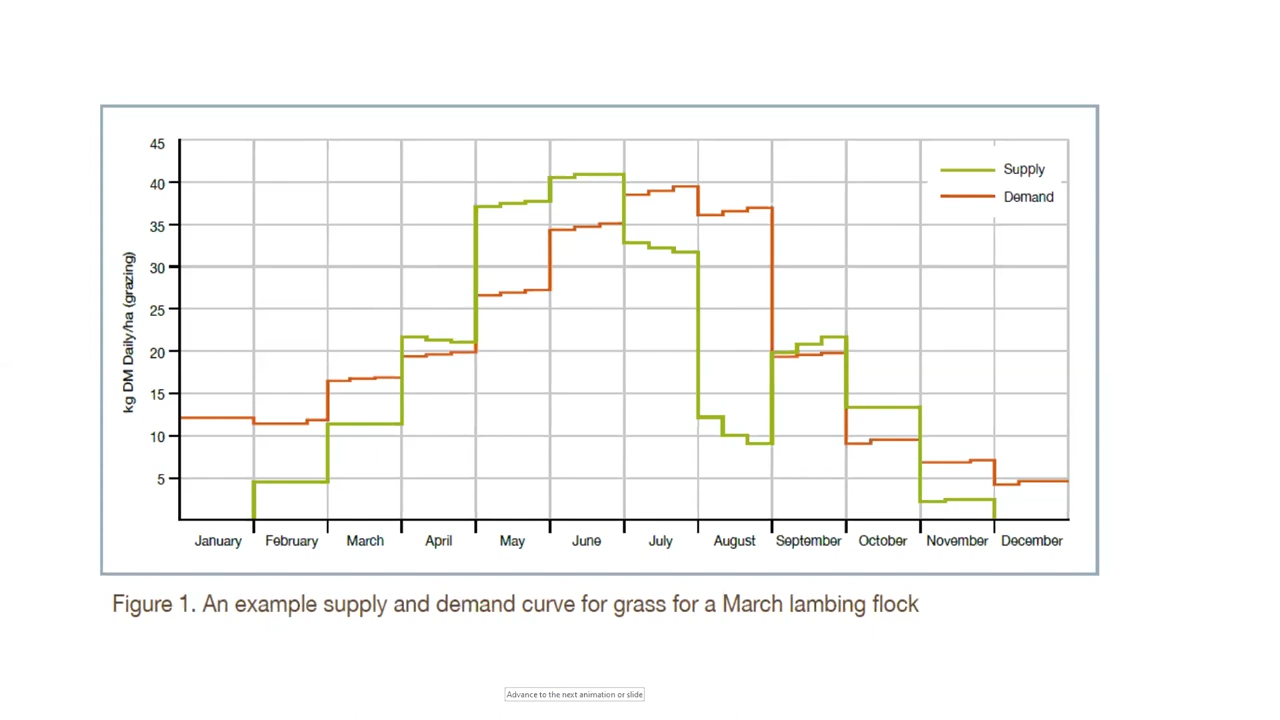 45
40
35
30
25
20
15
10
5
kg DM Daily/ha (grazing)
Supply
Demand
January February March April May June July August September October November December
Figure 1. An example supply and demand curve for grass for a March lambing flock
Advance to the next animation or slide